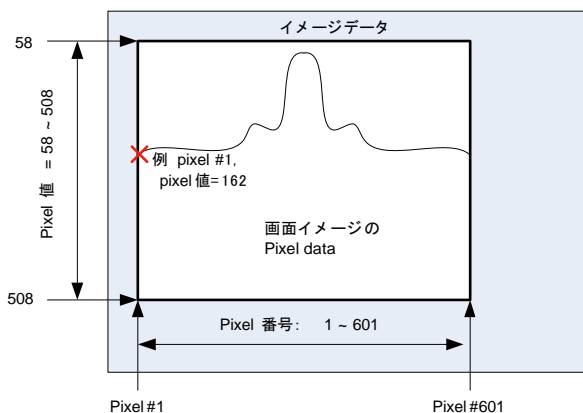 イメージデータ
58
Pixel 値 = 58 ~ 508
例 pixel #1,
pixel 値=162
画面イメージの
Pixel data
508
Pixel 番号: 1 ~ 601
Pixel #1
Pixel #601